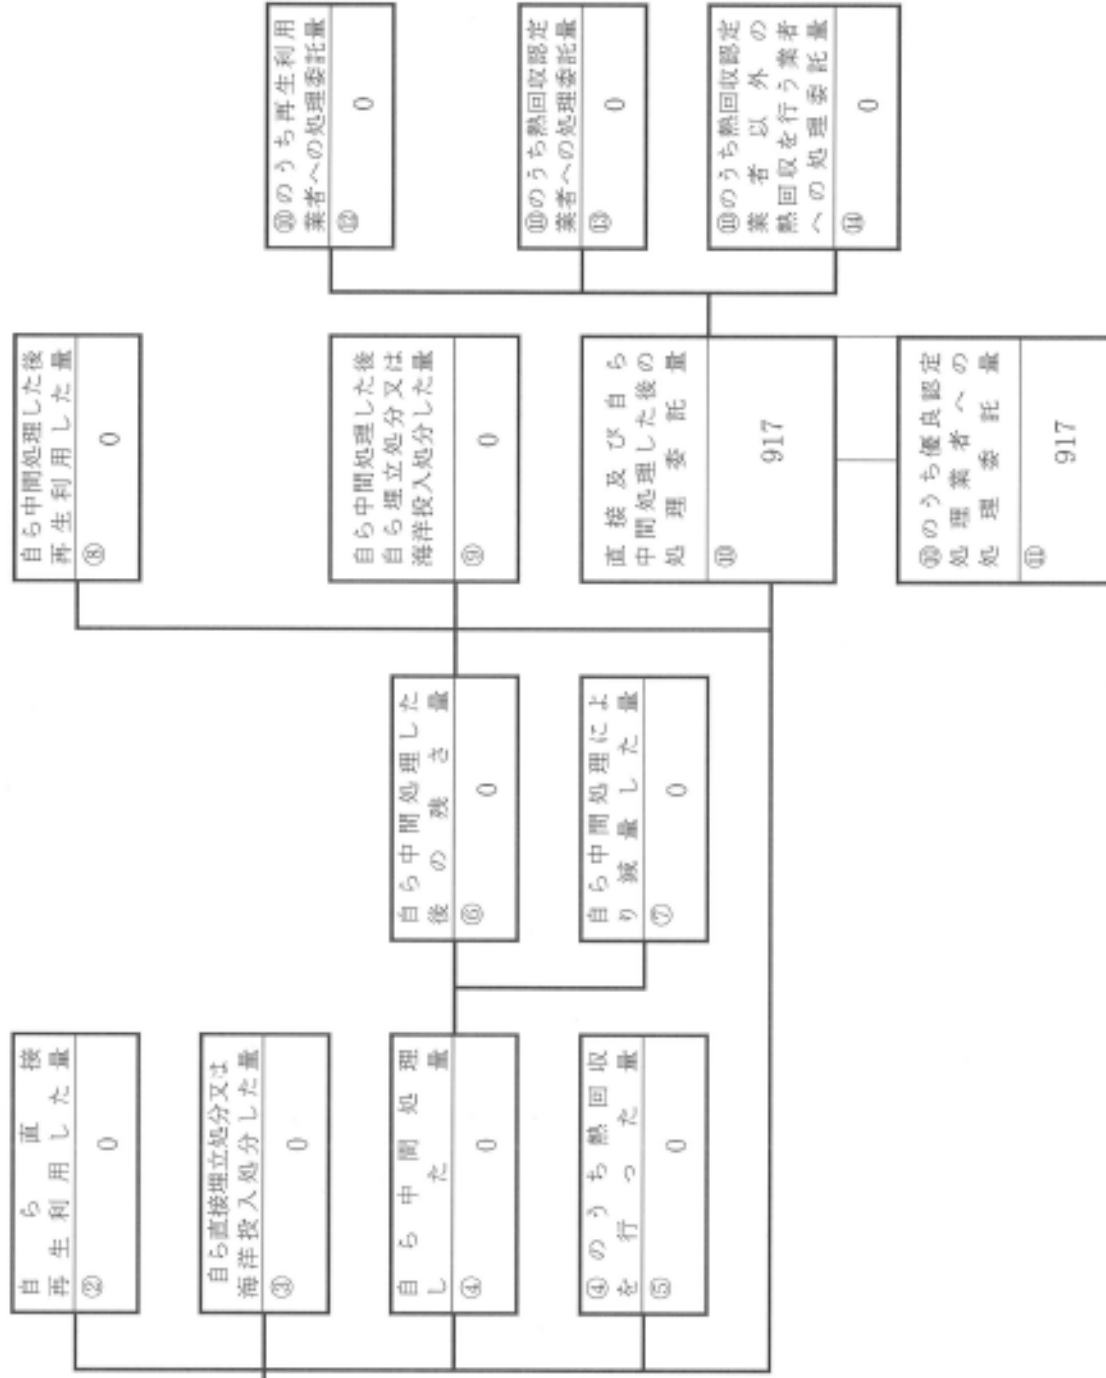 自ら直接
再生利用した量
② 0
自ら直接埋立処分又は
海洋投入処分した量
③ 0
自ら中間処理
した量
④ 0
④のうち熱回収
を行った量
⑤ 0
自ら中間処理した
後の残さ量
⑥ 0
自ら中間処理によ
り減量した量
⑦ 0
自ら中間処理した後
再生利用した量
⑧ 0
自ら中間処理した後
自ら埋立処分又は
海洋投入処分した量
⑨ 0
直接及び自ら
中間処理した後の
処理委託量
⑩ 917
⑩のうち優良認定
処理業者への
処理委託量
⑪ 917
⑩のうち再生利用
業者への処理委託量
⑫ 0
⑩のうち熱回収認定
業者への処理委託量
⑬ 0
⑩のうち熱回収認定
業者以外の
熱回収を行う業者
への処理委託量
⑭ 0